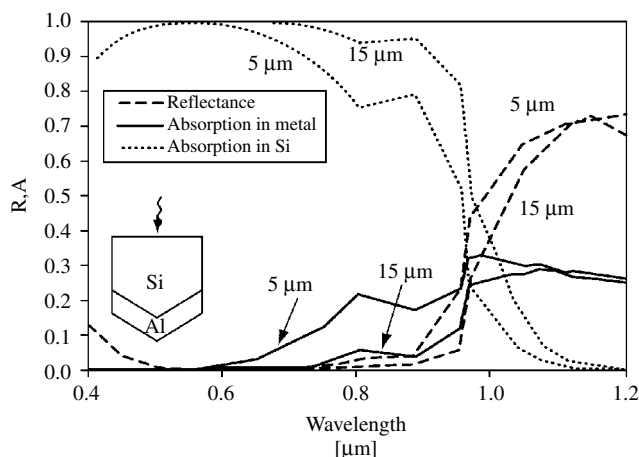 1.0
0.9
0.8
0.7
0.6
0.5
0.4
0.3
0.2
0.1
0.0
R,A
5 µm
15 µm
Reflectance
Absorption in metal
Absorption in Si
5 µm
15 µm
Si
Al
5 µm
15 µm
0.4 0.6 0.8 1.0 1.2
Wavelength
[µm]